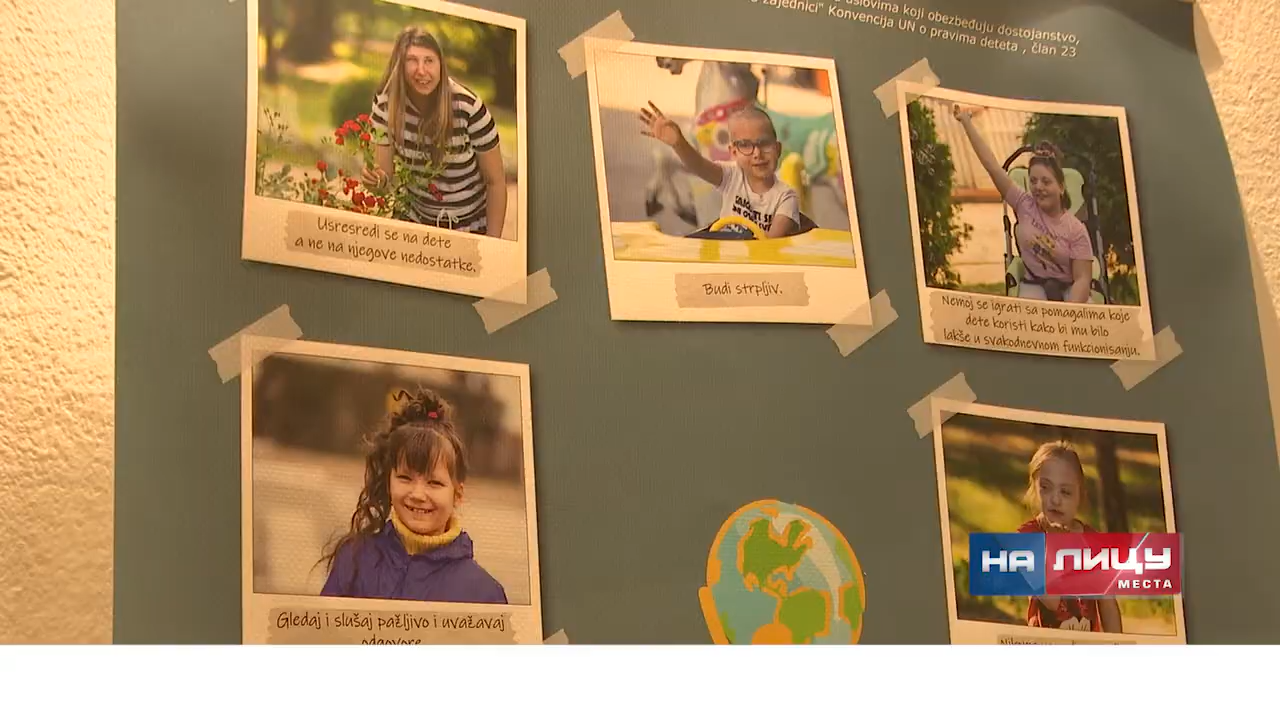 uslovima koji obezbeđuju dostojanstvo,
zajednici" Konvencija UN o pravima deteta , član 23
Usresredi se na dete
a ne na njegove nedostatke.
Budi strpljiv.
Nemoj se igrati sa pomagalima koje
dete koristi kako bi mu bilo
lakše u svakodnevnom funkcionisanju.
Gledaj i slušaj pažljivo i uvažavaj
odgovore
НА ЛИЦУ
МЕСТА